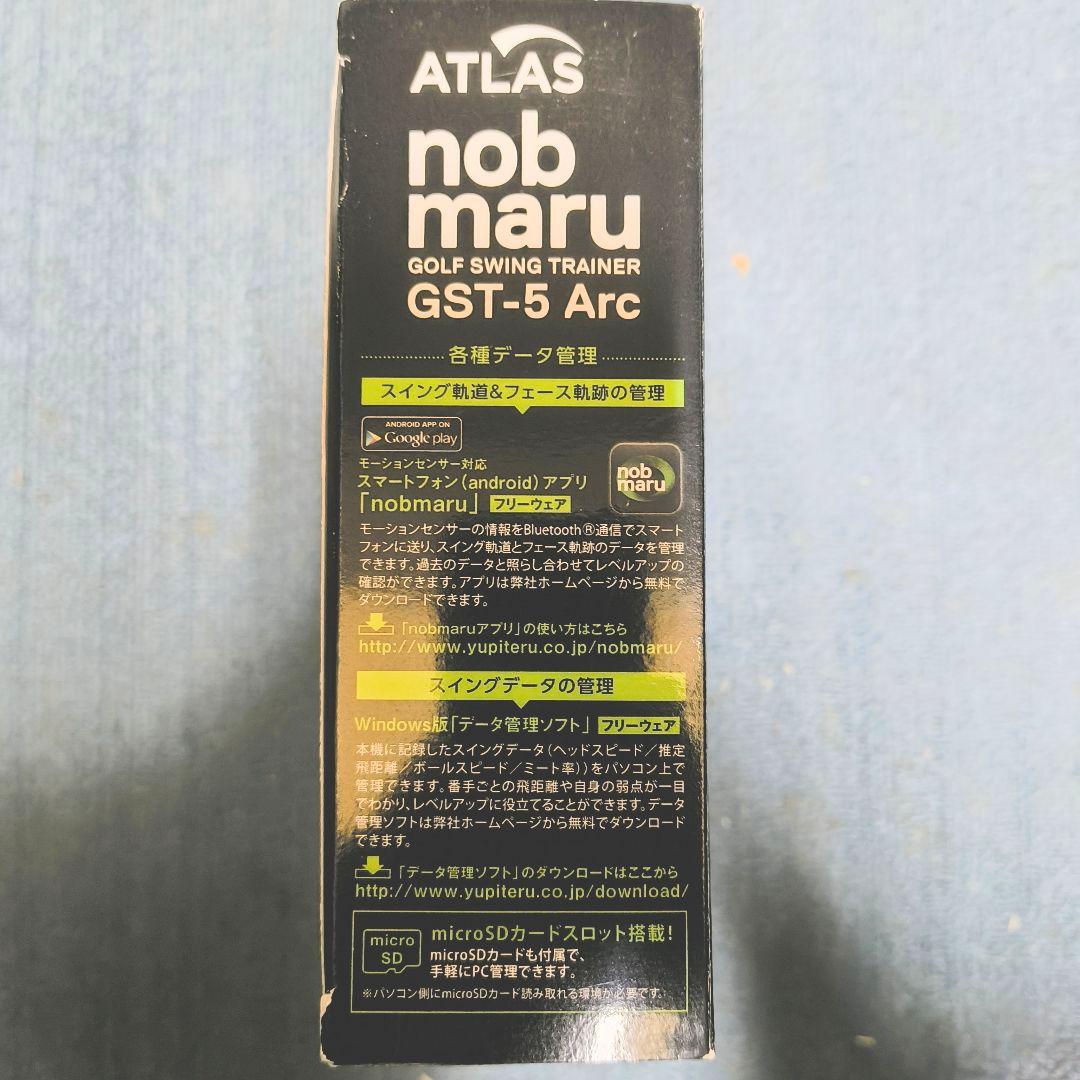 ATLAS
nob
maru
GOLF SWING TRAINER
GST-5 Arc
各種データ管理
スイング軌道&フェース軌跡の管理
ANDROID APP ON
Google play
モーションセンサー対応
スマートフォン(android)アプリ
「nobmaru」 フリーウェア
nob
maru
モーションセンサーの情報をBluetooth®通信でスマート
フォンに送り、スイング軌道とフェース軌跡のデータを管理
できます。過去のデータと照らし合わせてレベルアップの
確認ができます。アプリは弊社ホームページから無料で
ダウンロードできます。
「nobmaruアプリ」の使い方はこちら
http://www.yupiteru.co.jp/nobmaru/
スイングデータの管理
Windows版「データ管理ソフト」 フリーウェア
本機に記録したスイングデータ(ヘッドスピード/推定
飛距離/ボールスピード/ミート率))をパソコン上で
管理できます。番手ごとの飛距離や自身の弱点が一目
でわかり、レベルアップに役立てることができます。データ
管理ソフトは弊社ホームページから無料でダウンロード
できます。
「データ管理ソフト」のダウンロードはここから
http://www.yupiteru.co.jp/download/
micro
SD
microSDカードスロット搭載!
microSDカードも付属で、
手軽にPC管理できます。
※パソコン側にmicroSDカード読み取れる環境が必要です。